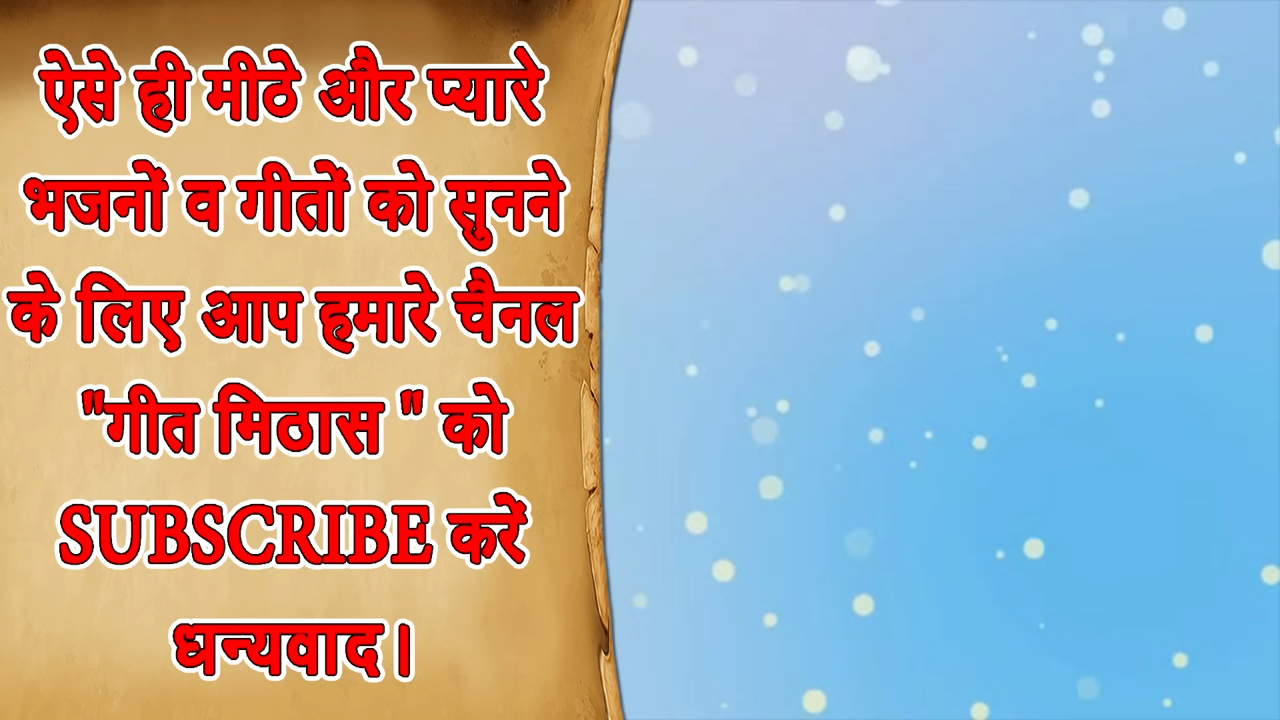 ऐसे ही मीठे और प्यारे
भजनों व गीतों को सुनने
के लिए आप हमारे चैनल
"गीत मिठास " को
SUBSCRIBE करें
धन्यवाद।